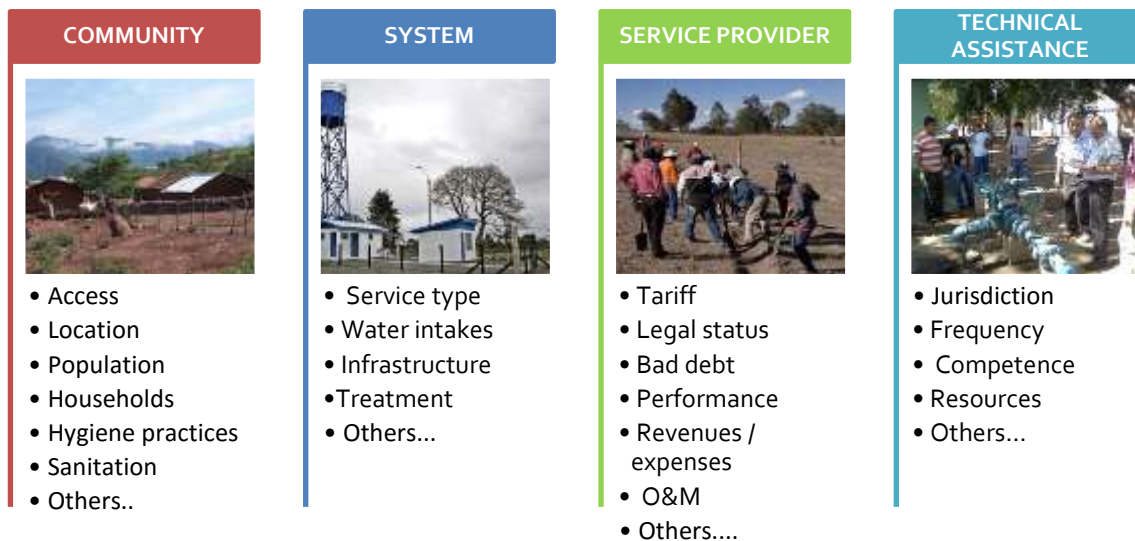 COMMUNITY
• Access
• Location
• Population
• Households
• Hygiene practices
• Sanitation
• Others..
SYSTEM
• Service type
• Water intakes
• Infrastructure
•Treatment
• Others...
SERVICE PROVIDER
• Tariff
• Legal status
• Bad debt
• Performance
• Revenues /
expenses
• O&M
• Others....
TECHNICAL
ASSISTANCE
• Jurisdiction
• Frequency
• Competence
• Resources
• Others...